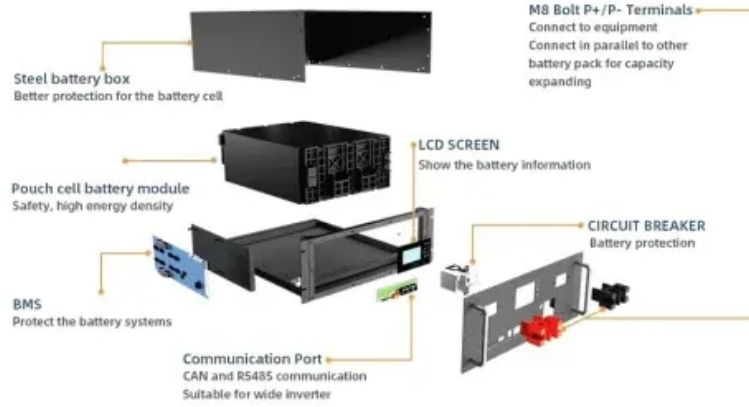 M8 Bolt P+/P- Terminals
Connect to equipment
Connect in parallel to other
battery pack for capacity
expanding
Steel battery box
Better protection for the battery cell
LCD SCREEN
Show the battery information
Pouch cell battery module
Safety, high energy density
CIRCUIT BREAKER
Battery protection
BMS
Protect the battery systems
Communication Port
CAN and RS485 communication
Suitable for wide inverter